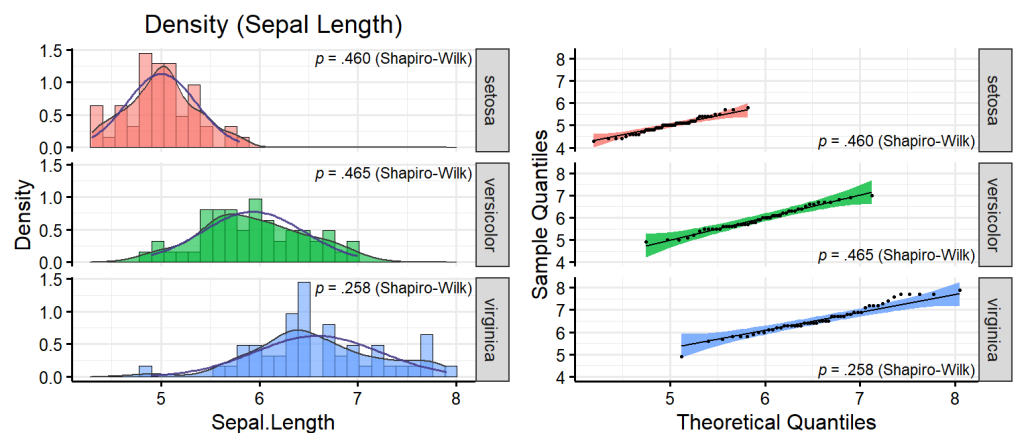 Density (Sepal Length)
Density
1.5
1.0
0.5
0.0
p = .460 (Shapiro-Wilk)
setosa
1.5
1.0
0.5
0.0
p = .465 (Shapiro-Wilk)
versicolor
1.5
1.0
0.5
0.0
p = .258 (Shapiro-Wilk)
virginica
5 6 7 8
Sepal.Length
Sample Quantiles
8
7
6
5
4
p = .460 (Shapiro-Wilk)
setosa
8
7
6
5
4
p = .465 (Shapiro-Wilk)
versicolor
8
7
6
5
4
p = .258 (Shapiro-Wilk)
virginica
5 6 7 8
Theoretical Quantiles